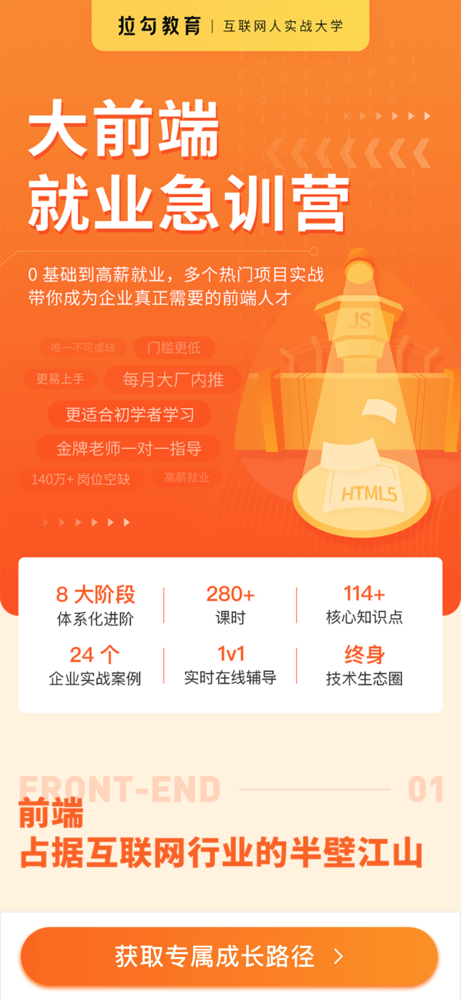 拉勾教育 | 互联网人实战大学
大前端
就业急训营
0 基础到高薪就业，多个热门项目实战
带你成为企业真正需要的前端人才
JS
唯一不可或缺 门槛更低
更易上手 每月大厂内推
更适合初学者学习
金牌老师一对一指导
140万+ 岗位空缺 高薪就业
HTML5
8 大阶段 280+ 114+
体系化进阶 课时 核心知识点
24 个 1v1 终身
企业实战案例 实时在线辅导 技术生态圈
FRONT-END 01
前端
占据互联网行业的半壁江山
获取专属成长路径